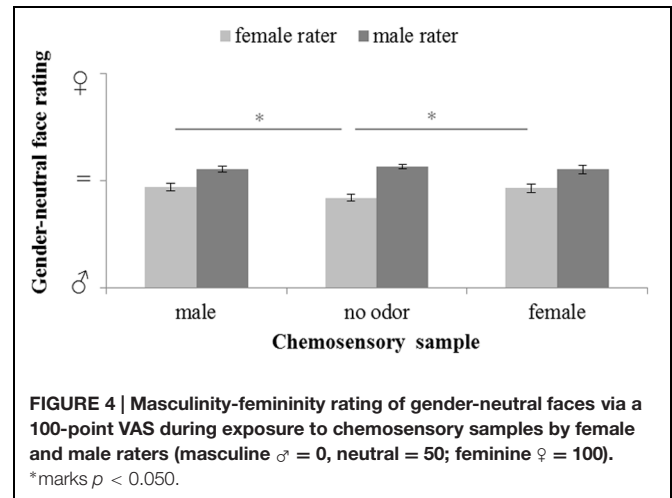 female rater male rater
Gender-neutral face rating
♀
*
*
=
♂
male no odor female
Chemosensory sample
FIGURE 4 | Masculinity-femininity rating of gender-neutral faces via a
100-point VAS during exposure to chemosensory samples by female
and male raters (masculine ♂ = 0, neutral = 50; feminine ♀ = 100).
*marks p < 0.050.